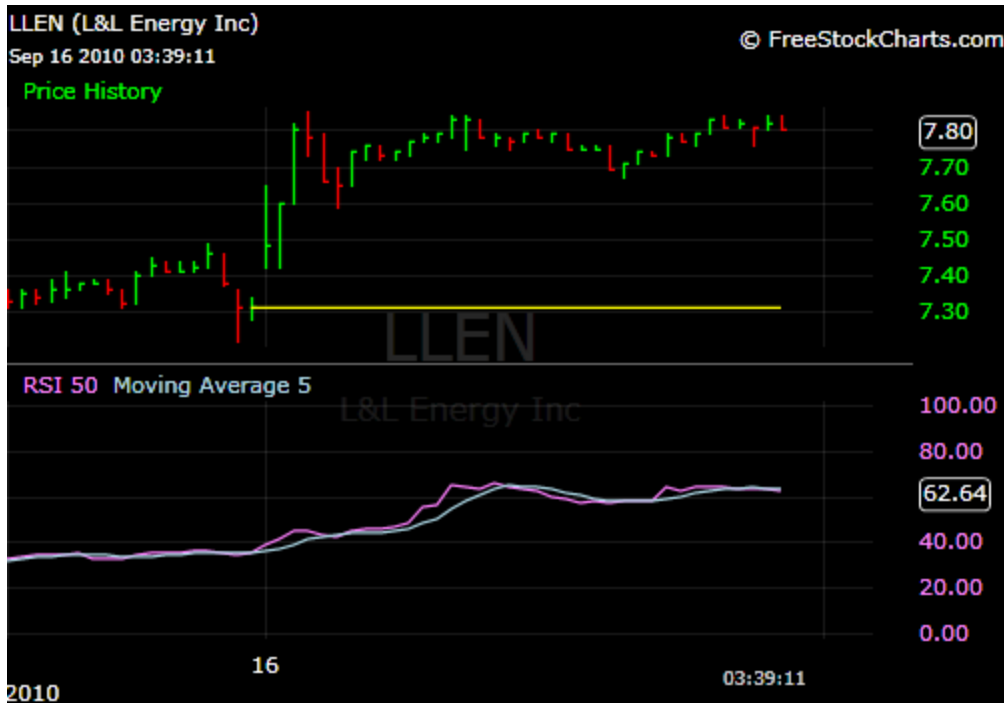 LLEN (L&L Energy Inc)
© FreeStockCharts.com
Sep 16 2010 03:39:11
Price History
7.80
7.70
7.60
7.50
7.40
7.30
LLEN
RSI 50 Moving Average 5
L&L Energy Inc
100.00
80.00
62.64
40.00
20.00
0.00
16
03:39:11
2010